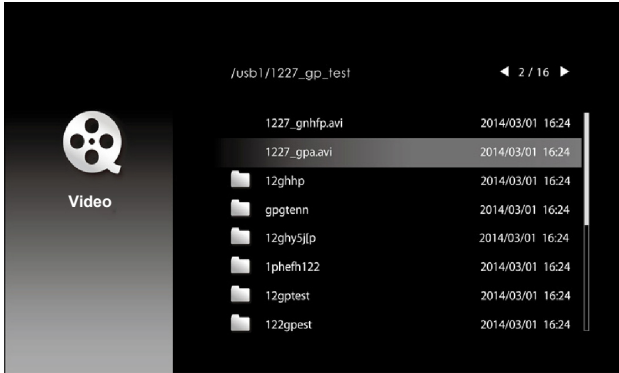 /usb1/1227_gp_test ◀ 2 / 16 ▶
1227_gnhfp.avi 2014/03/01 16:24
1227_gpa.avi 2014/03/01 16:24
12ghhp 2014/03/01 16:24
Video
gpgtenn 2014/03/01 16:24
12ghy5j[p 2014/03/01 16:24
1phefh122 2014/03/01 16:24
12gptest 2014/03/01 16:24
122gpest 2014/03/01 16:24